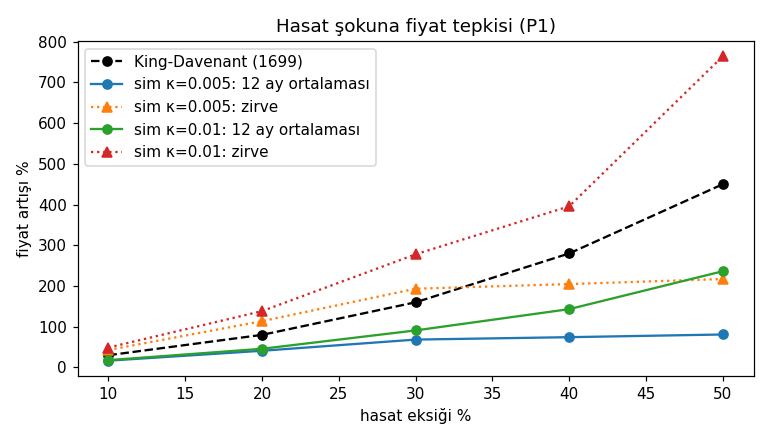 Hasat şokuna fiyat tepkisi (P1)
King-Davenant (1699)
sim κ=0.005: 12 ay ortalaması
sim κ=0.005: zirve
sim κ=0.01: 12 ay ortalaması
sim κ=0.01: zirve
fiyat artışı %
800
700
600
500
400
300
200
100
0
10 15 20 25 30 35 40 45 50
hasat eksiği %